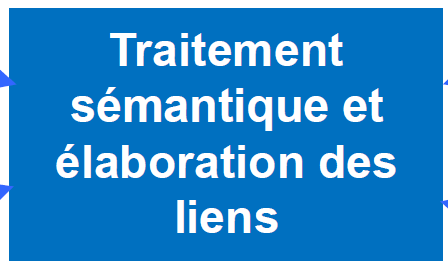 Traitement
sémantique et
élaboration des
liens